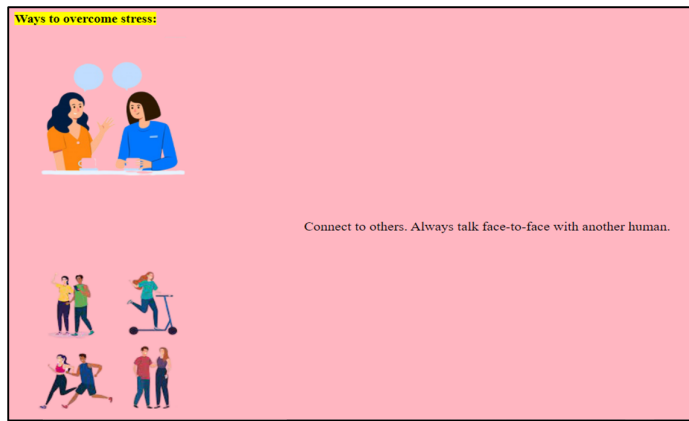 Ways to overcome stress:
Connect to others. Always talk face-to-face with another human.